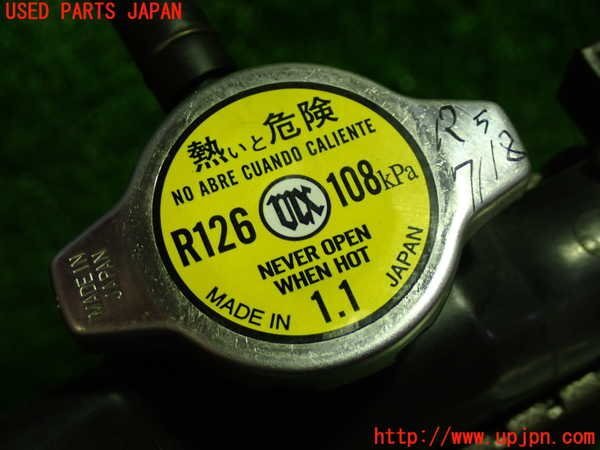 USED PARTS JAPAN
熱いと危険
NO ABRE CUANDO CALIENTE
R126
108kPa
NEVER OPEN
WHEN HOT
1.1
MADE IN JAPAN
MADE IN
JAPAN
R5
7/18
http://www.upjpn.com/